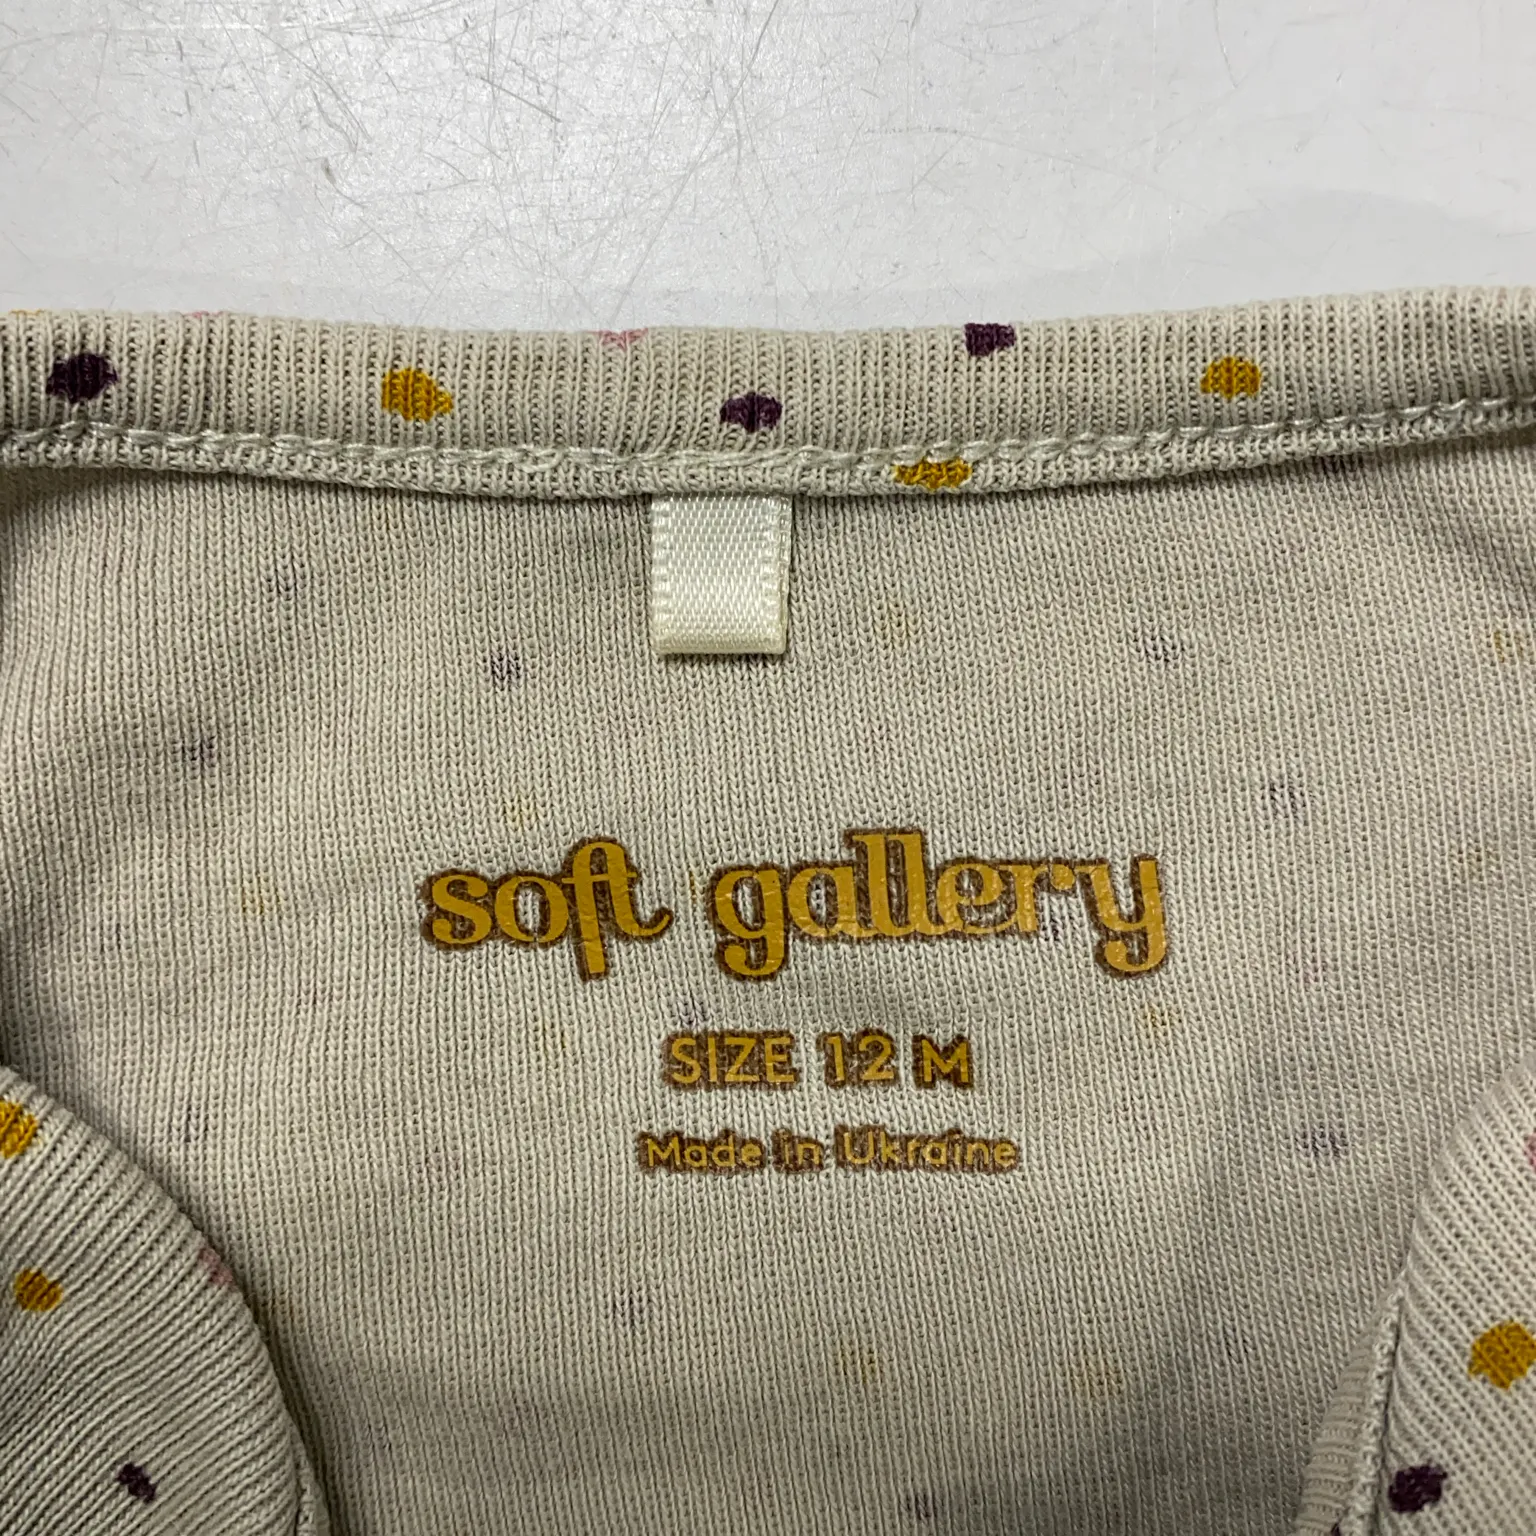 soft gallery
SIZE 12 M
Made in Ukraine